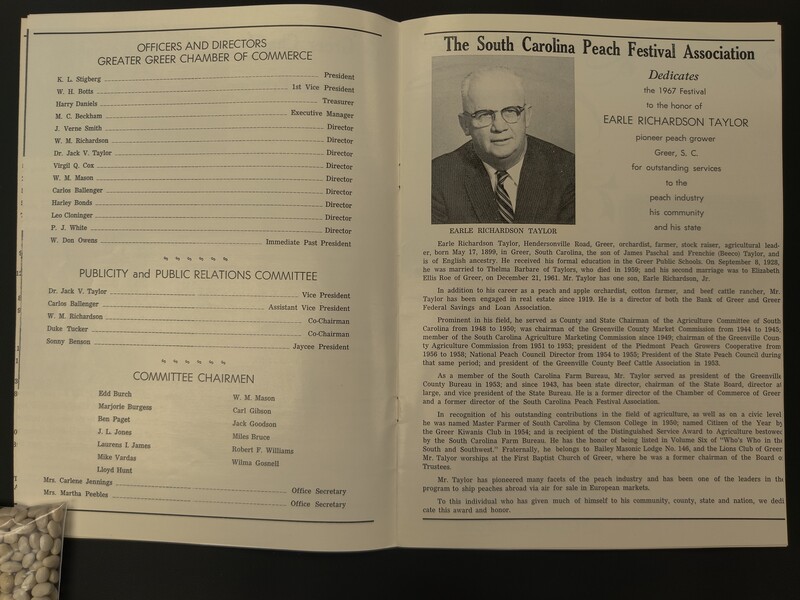 OFFICERS AND DIRECTORS
GREATER GREER CHAMBER OF COMMERCE
K. L. Stigberg President
W. H. Botts 1st Vice President
Harry Daniels Treasurer
M. C. Beckham Executive Manager
J. Verne Smith Director
W. M. Richardson Director
Dr. Jack V. Taylor Director
Virgil Q. Cox Director
W. M. Mason Director
Carlos Ballenger Director
Harley Bonds Director
Leo Cloninger Director
P. J. White Director
W. Don Owens Immediate Past President
PUBLICITY and PUBLIC RELATIONS COMMITTEE
Dr. Jack V. Taylor Vice President
Carlos Ballenger Assistant Vice President
W. M. Richardson Co-Chairman
Duke Tucker Co-Chairman
Sonny Benson Jaycee President
COMMITTEE CHAIRMEN
Edd Burch
Marjorie Burgess
Ben Paget
J. L. Jones
Laurens I. James
Mike Vardas
Lloyd Hunt
W. M. Mason
Carl Gibson
Jack Goodson
Miles Bruce
Robert F. Williams
Wilma Gosnell
Mrs. Carlene Jennings Office Secretary
Mrs. Martha Peebles Office Secretary
The South Carolina Peach Festival Association
Dedicates
the 1967 Festival
to the honor of
EARLE RICHARDSON TAYLOR
pioneer peach grower
Greer, S. C.
for outstanding services
to the
peach industry
his community
and his state
EARLE RICHARDSON TAYLOR
Earle Richardson Taylor, Hendersonville Road, Greer, orchardist, farmer, stock raiser, agricultural lead-
er, born May 17, 1899, in Greer, South Carolina, the son of James Paschal and Frenchie (Beeco) Taylor, and
is of English ancestry. He received his formal education in the Greer Public Schools. On September 8, 1928,
he was married to Thelma Barbare of Taylors, who died in 1959; and his second marriage was to Elizabeth
Ellis Roe of Greer, on December 21, 1961. Mr. Taylor has one son, Earle Richardson, Jr.
In addition to his career as a peach and apple orchardist, cotton farmer, and beef cattle rancher, Mr.
Taylor has been engaged in real estate since 1919. He is a director of both the Bank of Greer and Greer
Federal Savings and Loan Association.
Prominent in his field, he served as County and State Chairman of the Agriculture Committee of South
Carolina from 1948 to 1950; was chairman of the Greenville County Market Commission from 1944 to 1945;
member of the South Carolina Agriculture Marketing Commission since 1949; chairman of the Greenville Coun-
ty Agriculture Commission from 1951 to 1953; president of the Piedmont Peach Growers Cooperative from
1956 to 1958; National Peach Council Director from 1954 to 1955; President of the State Peach Council during
that same period; and president of the Greenville County Beef Cattle Association in 1953.
As a member of the South Carolina Farm Bureau, Mr. Taylor served as president of the Greenville
County Bureau in 1953; and since 1943, has been state director, chairman of the State Board, director at
large, and vice president of the State Bureau. He is a former director of the Chamber of Commerce of Greer
and a former director of the South Carolina Peach Festival Association.
In recognition of his outstanding contributions in the field of agriculture, as well as on a civic level
he was named Master Farmer of South Carolina by Clemson College in 1950; named Citizen of the Year by
the Greer Kiwanis Club in 1954; and is recipient of the Distinguished Service Award to Agriculture bestowed
by the South Carolina Farm Bureau. He has the honor of being listed in Volume Six of "Who's Who in the
South and Southwest." Fraternally, he belongs to Bailey Masonic Lodge No. 146, and the Lions Club of Greer
Mr. Talyor worships at the First Baptist Church of Greer, where he was a former chairman of the Board o
Trustees.
Mr. Taylor has pioneered many facets of the peach industry and has been one of the leaders in the
program to ship peaches abroad via air for sale in European markets.
To this individual who has given much of himself to his community, county, state and nation, we dedi
cate this award and honor.